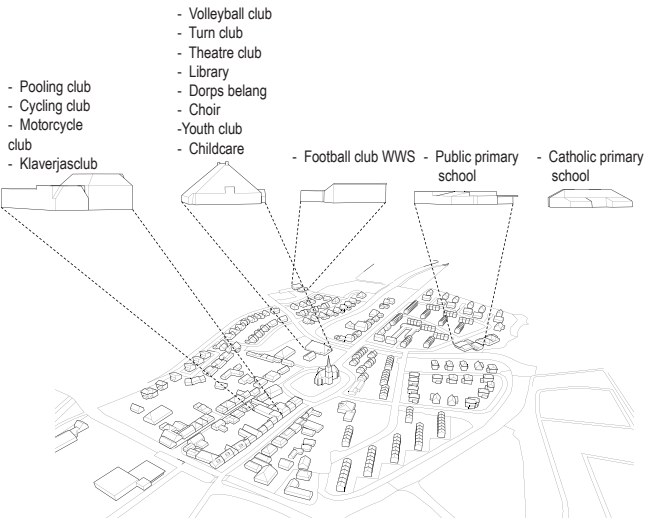 - Pooling club
- Cycling club
- Motorcycle
club
- Klaverjasclub
- Volleyball club
- Turn club
- Theatre club
- Library
- Dorps belang
- Choir
-Youth club
- Childcare
- Football club WWS
- Public primary
school
- Catholic primary
school